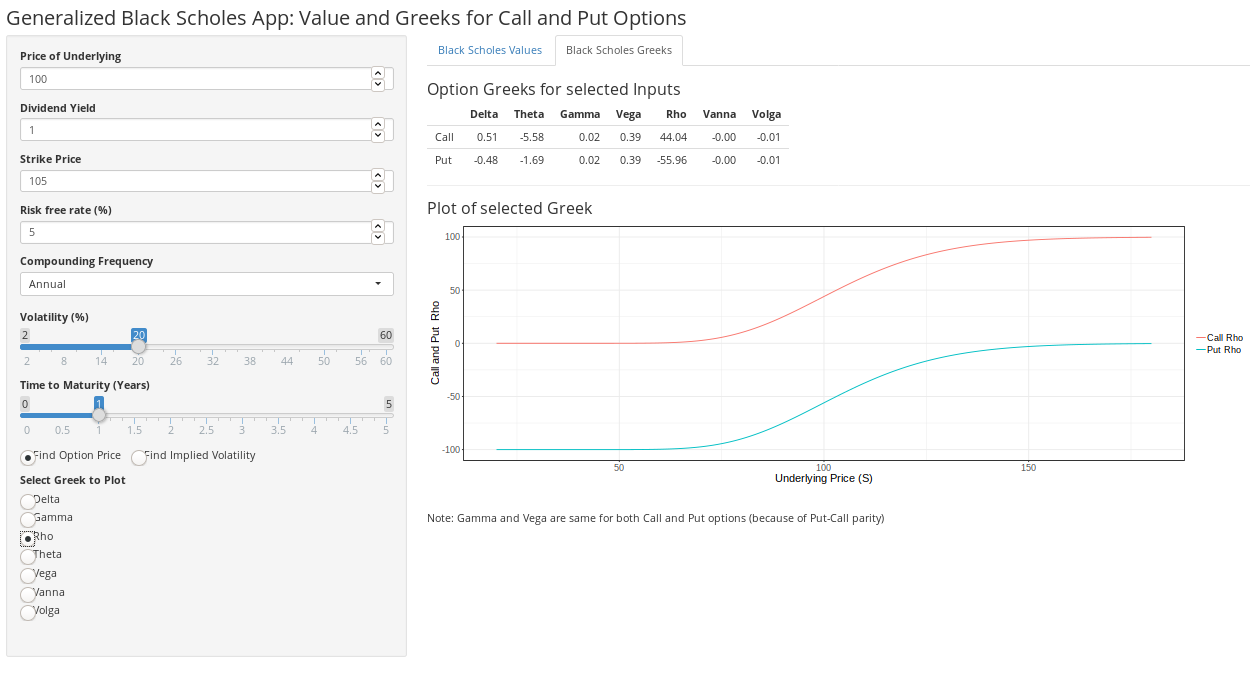 Generalized Black Scholes App: Value and Greeks for Call and Put Options
Price of Underlying
100
Dividend Yield
1
Strike Price
105
Risk free rate (%)
5
Compounding Frequency
Annual
Volatility (%)
2 20 60
2 8 14 20 26 32 38 44 50 56 60
Time to Maturity (Years)
0 1 5
0 0.5 1 1.5 2 2.5 3 3.5 4 4.5 5
Find Option Price Find Implied Volatility
Select Greek to Plot
Delta
Gamma
Rho
Theta
Vega
Vanna
Volga
Black Scholes Values Black Scholes Greeks
Option Greeks for selected Inputs
Delta Theta Gamma Vega Rho Vanna Volga
Call 0.51 -5.58 0.02 0.39 44.04 -0.00 -0.01
Put -0.48 -1.69 0.02 0.39 -55.96 -0.00 -0.01
Plot of selected Greek
Call and Put Rho
100
50
0
-50
-100
50 100 150
Underlying Price (S)
Call Rho
Put Rho
Note: Gamma and Vega are same for both Call and Put options (because of Put-Call parity)